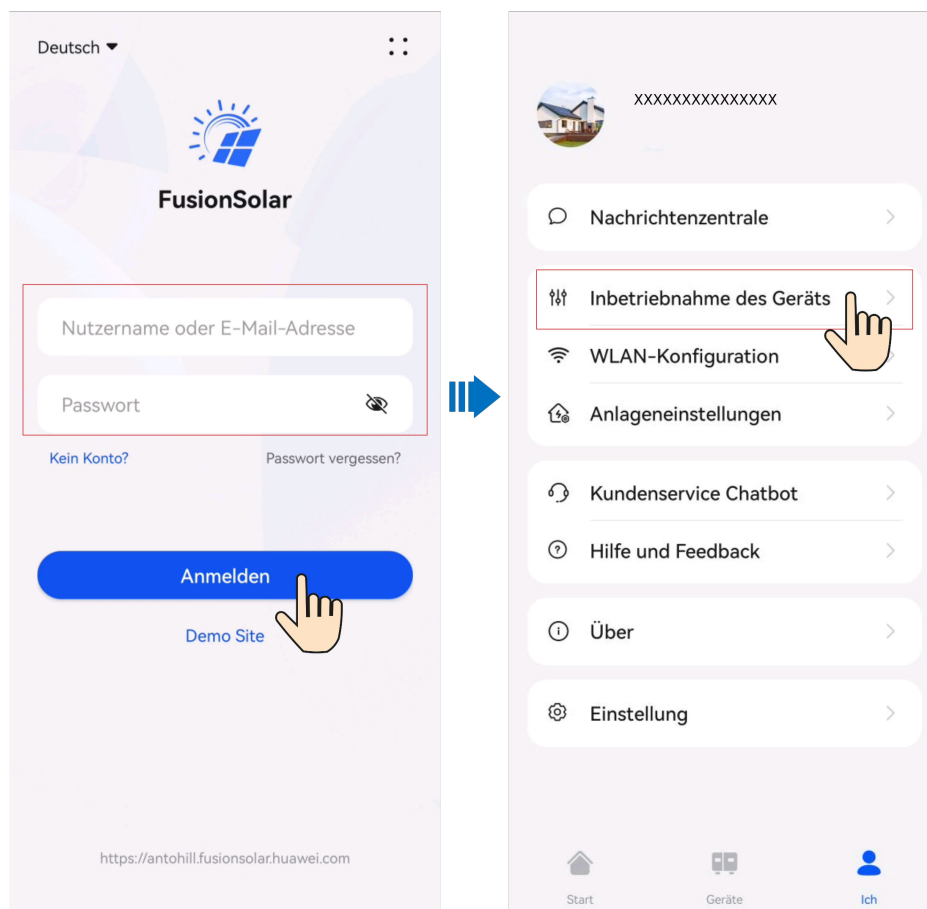 Deutsch
FusionSolar
Nutzername oder E-Mail-Adresse
Passwort
Kein Konto? Passwort vergessen?
Anmelden
Demo Site
https://antohill.fusionsolar.huawei.com
XXXXXXXXXXXXXXX
Nachrichtenzentrale
Inbetriebnahme des Geräts
WLAN-Konfiguration
Anlageneinstellungen
Kundenservice Chatbot
Hilfe und Feedback
Über
Einstellung
Start Geräte Ich